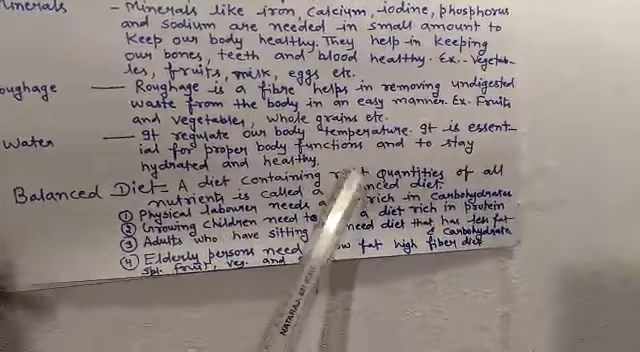 Minerals - Minerals like iron, calcium, iodine, phosphorus
and sodium are needed in small amount to
keep our body healthy. They help in keeping
our bones, teeth and blood healthy. Ex.- Vegetab-
les, fruits, milk, eggs etc.
oughage — Roughage is a fibre helps in removing undigested
waste from the body in an easy manner. Ex. Fruits
and vegetables, whole grains etc.
Water — It regulate our body temperature. It is essent-
ial for proper body functions and to stay
hydrated and healthy.
Balanced Diet = A diet containing quantities of all
nutrients is called diet.
① Physical labourer needs rich in Carbohydrates
② Growing children need a diet rich in protein
③ Adults who have sitting need diet that has less fat
& Carbohydrate
④ Elderly persons need low fat high fiber diet
spl. fruit, veg. and
NATARAJ